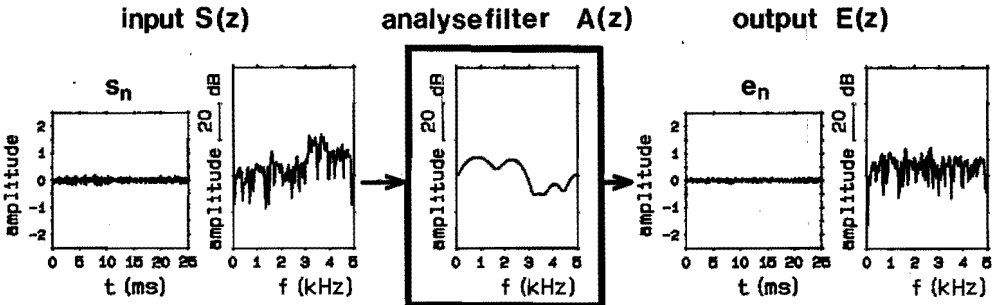 input S(z) analysefilter A(z) output E(z)
sn en
amplitude 2 1 0 -1 -2
0 5 10 15 20 25
t (ms)
amplitude 20 dB
0 1 2 3 4 5
f (kHz)
amplitude 20 dB
0 1 2 3 4 5
f (kHz)
amplitude 2 1 0 -1 -2
0 5 10 15 20 25
t (ms)
amplitude 20 dB
0 1 2 3 4 5
f (kHz)